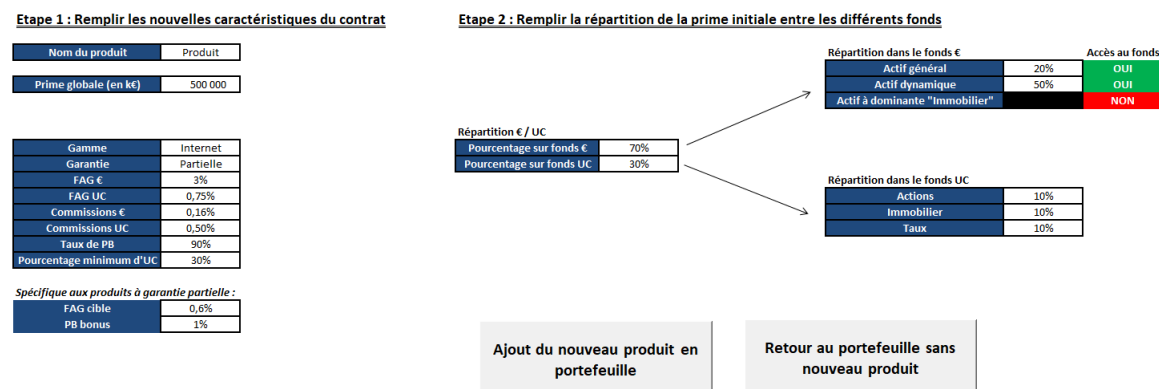 Etape 1 : Remplir les nouvelles caractéristiques du contrat
Nom du produit Produit
Prime globale (en k€) 500 000
Gamme Internet
Garantie Partielle
FAG € 3%
FAG UC 0,75%
Commissions € 0,16%
Commissions UC 0,50%
Taux de PB 90%
Pourcentage minimum d'UC 30%
Spécifique aux produits à garantie partielle :
FAG cible 0,6%
PB bonus 1%
Etape 2 : Remplir la répartition de la prime initiale entre les différents fonds
Répartition € / UC
Pourcentage sur fonds € 70%
Pourcentage sur fonds UC 30%
Répartition dans le fonds € Accès au fonds
Actif général 20% OUI
Actif dynamique 50% OUI
Actif à dominante "Immobilier" NON
Répartition dans le fonds UC
Actions 10%
Immobilier 10%
Taux 10%
Ajout du nouveau produit en
portefeuille
Retour au portefeuille sans
nouveau produit